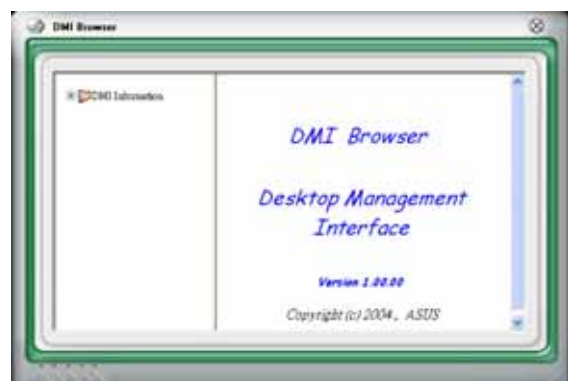 DMI Browser
DMI Information
DMI Browser
Desktop Management
Interface
Version 1.00.00
Copyright (c) 2004, ASUS